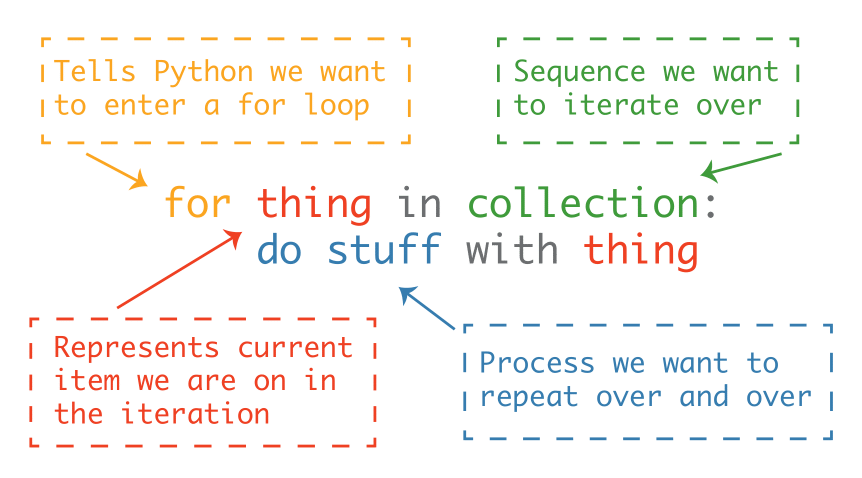 Tells Python we want
to enter a for loop
Sequence we want
to iterate over
for thing in collection:
do stuff with thing
Represents current
item we are on in
the iteration
Process we want to
repeat over and over